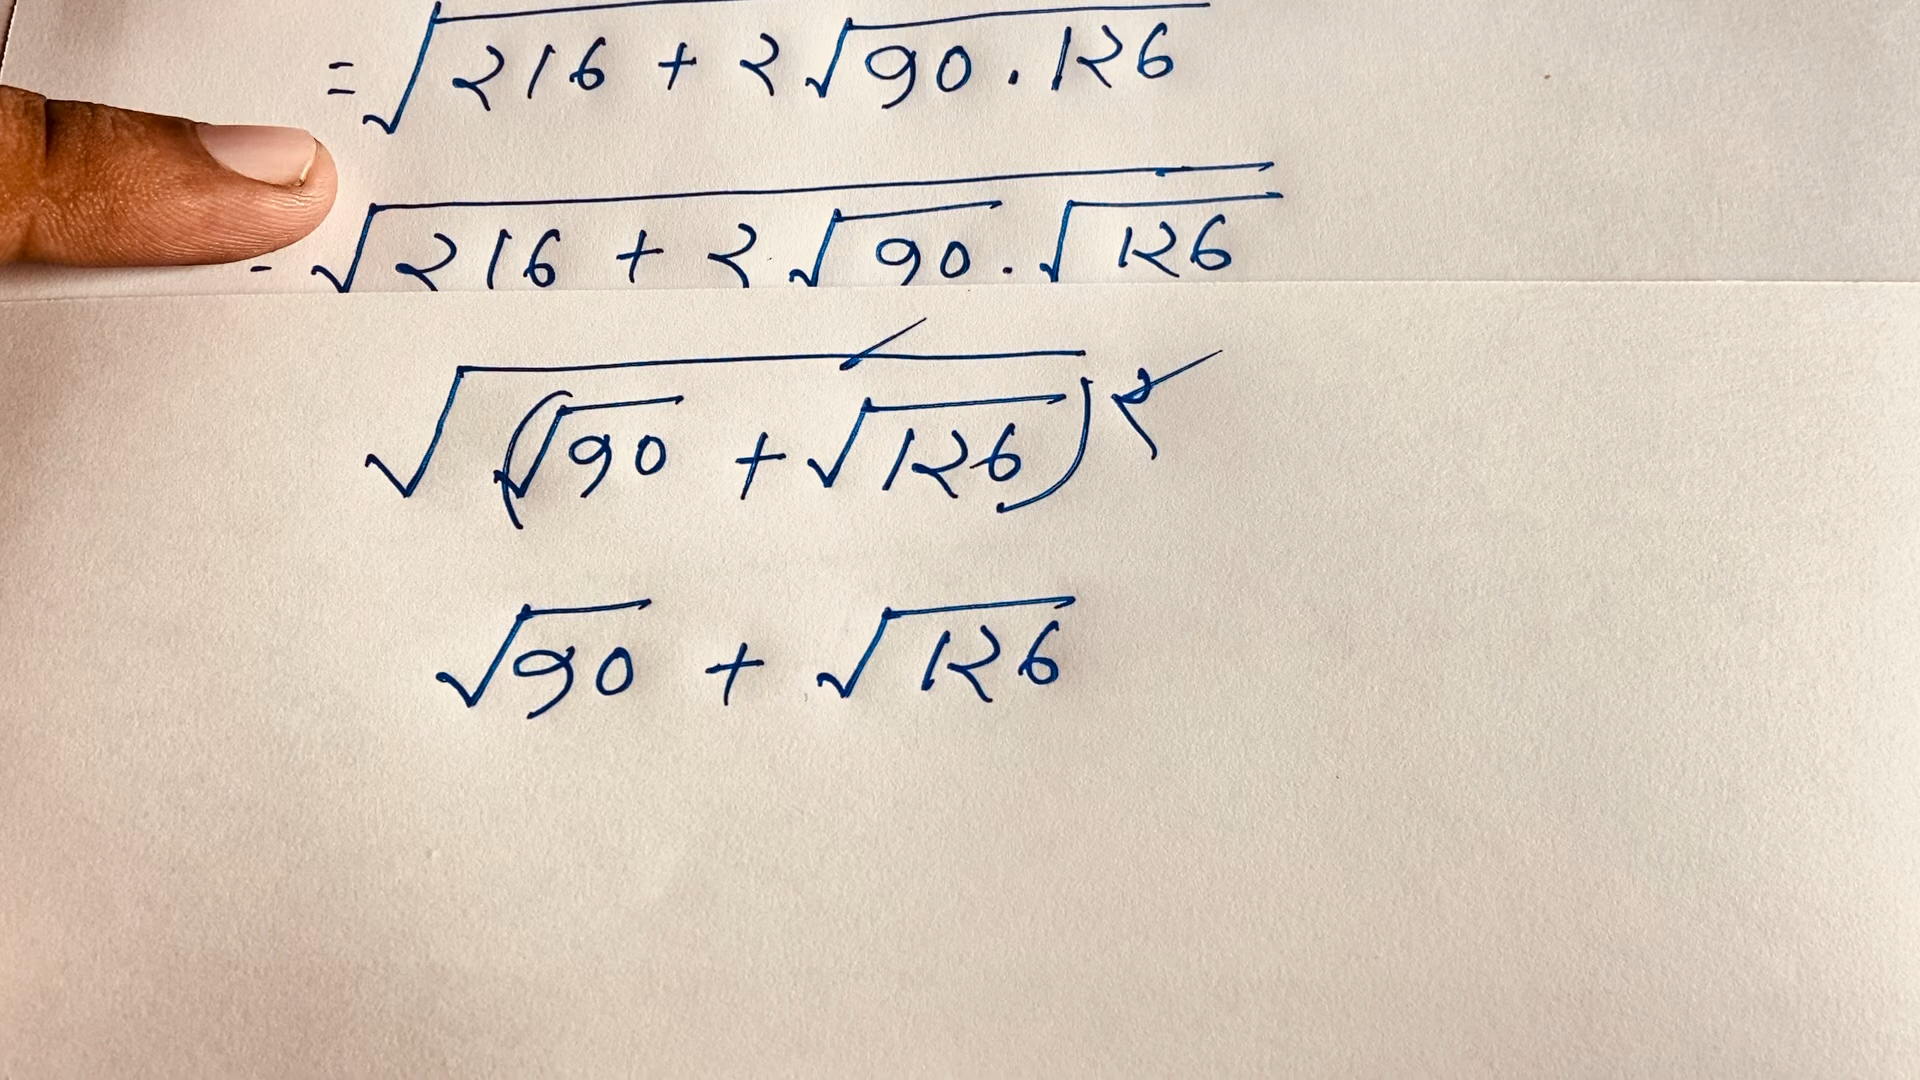 = √(216 + 2√(90 . 126
- √(216 + 2√90 . √126
√((√90 + √126)²
√90 + √126